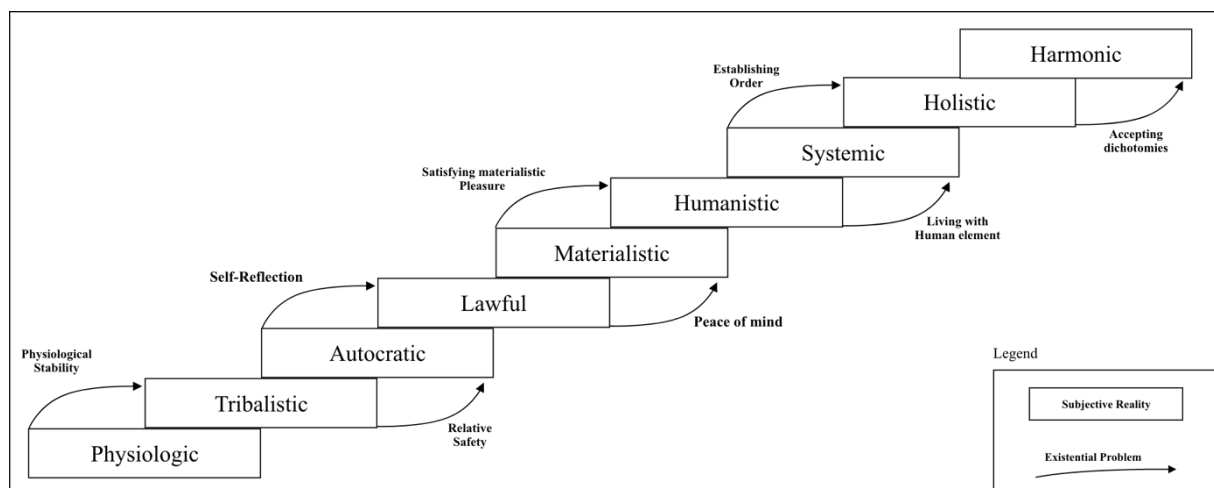 Harmonic
Establishing
Order
Holistic
Accepting
dichotomies
Systemic
Satisfying materialistic
Pleasure
Humanistic
Living with
Human element
Materialistic
Self-Reflection
Lawful
Peace of mind
Physiological
Stability
Autocratic
Tribalistic
Relative
Safety
Physiologic
Legend
Subjective Reality
Existential Problem